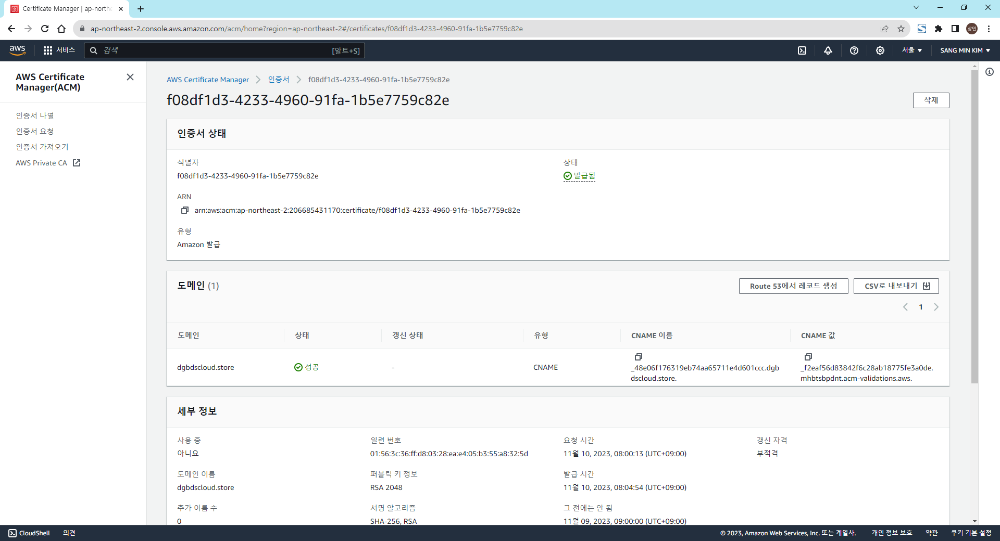 Certificate Manager | ap-northe
ap-northeast-2.console.aws.amazon.com/acm/home?region=ap-northeast-2#/certificates/f08df1d3-4233-4960-91fa-1b5e7759c82e
상민
aws
서비스
검색
[알트+S]
서울
SANG MIN KIM
AWS Certificate
Manager(ACM)
인증서 나열
인증서 요청
인증서 가져오기
AWS Private CA
AWS Certificate Manager
인증서
f08df1d3-4233-4960-91fa-1b5e7759c82e
f08df1d3-4233-4960-91fa-1b5e7759c82e
삭제
인증서 상태
식별자
f08df1d3-4233-4960-91fa-1b5e7759c82e
상태
발급됨
ARN
arn:aws:acm:ap-northeast-2:206685431170:certificate/f08df1d3-4233-4960-91fa-1b5e7759c82e
유형
Amazon 발급
도메인 (1)
Route 53에서 레코드 생성
CSV로 내보내기
1
도메인
상태
갱신 상태
유형
CNAME 이름
CNAME 값
dgbdscloud.store
성공
-
CNAME
_48e06f176319eb74aa65711e4d601ccc.dgb
dscloud.store.
_f2eaf56d83842f6c28ab18775fe3a0de.
mhbtsbpdnt.acm-validations.aws.
세부 정보
사용 중
아니요
일련 번호
01:56:3c:36:ff:d8:03:28:ea:e4:05:b3:55:a8:32:5d
요청 시간
11월 10, 2023, 08:00:13 (UTC+09:00)
갱신 자격
부적격
도메인 이름
dgbdscloud.store
퍼블릭 키 정보
RSA 2048
발급 시간
11월 10, 2023, 08:04:54 (UTC+09:00)
추가 이름 수
0
서명 알고리즘
SHA-256, RSA
그 전에는 안 됨
11월 09, 2023, 09:00:00 (UTC+09:00)
CloudShell
의견
© 2023, Amazon Web Services, Inc. 또는 계열사.
개인 정보 보호
약관
쿠키 기본 설정